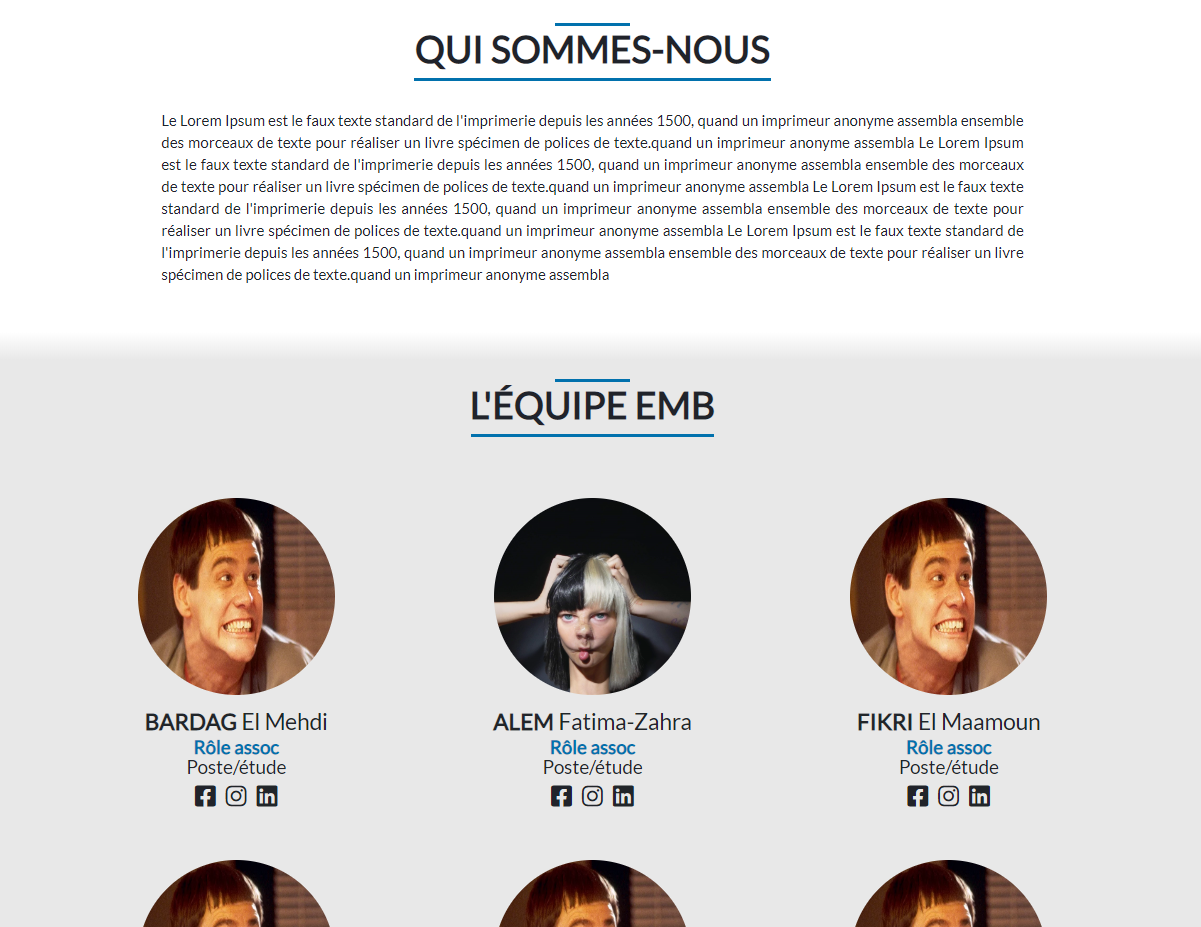 QUI SOMMES-NOUS
Le Lorem Ipsum est le faux texte standard de l'imprimerie depuis les années 1500, quand un imprimeur anonyme assembla ensemble
des morceaux de texte pour réaliser un livre spécimen de polices de texte.quand un imprimeur anonyme assembla Le Lorem Ipsum
est le faux texte standard de l'imprimerie depuis les années 1500, quand un imprimeur anonyme assembla ensemble des morceaux
de texte pour réaliser un livre spécimen de polices de texte.quand un imprimeur anonyme assembla Le Lorem Ipsum est le faux texte
standard de l'imprimerie depuis les années 1500, quand un imprimeur anonyme assembla ensemble des morceaux de texte pour
réaliser un livre spécimen de polices de texte.quand un imprimeur anonyme assembla Le Lorem Ipsum est le faux texte standard de
l'imprimerie depuis les années 1500, quand un imprimeur anonyme assembla ensemble des morceaux de texte pour réaliser un livre
spécimen de polices de texte.quand un imprimeur anonyme assembla
L'ÉQUIPE EMB
BARDAG El Mehdi
Rôle assoc
Poste/étude
ALEM Fatima-Zahra
Rôle assoc
Poste/étude
FIKRI El Maamoun
Rôle assoc
Poste/étude